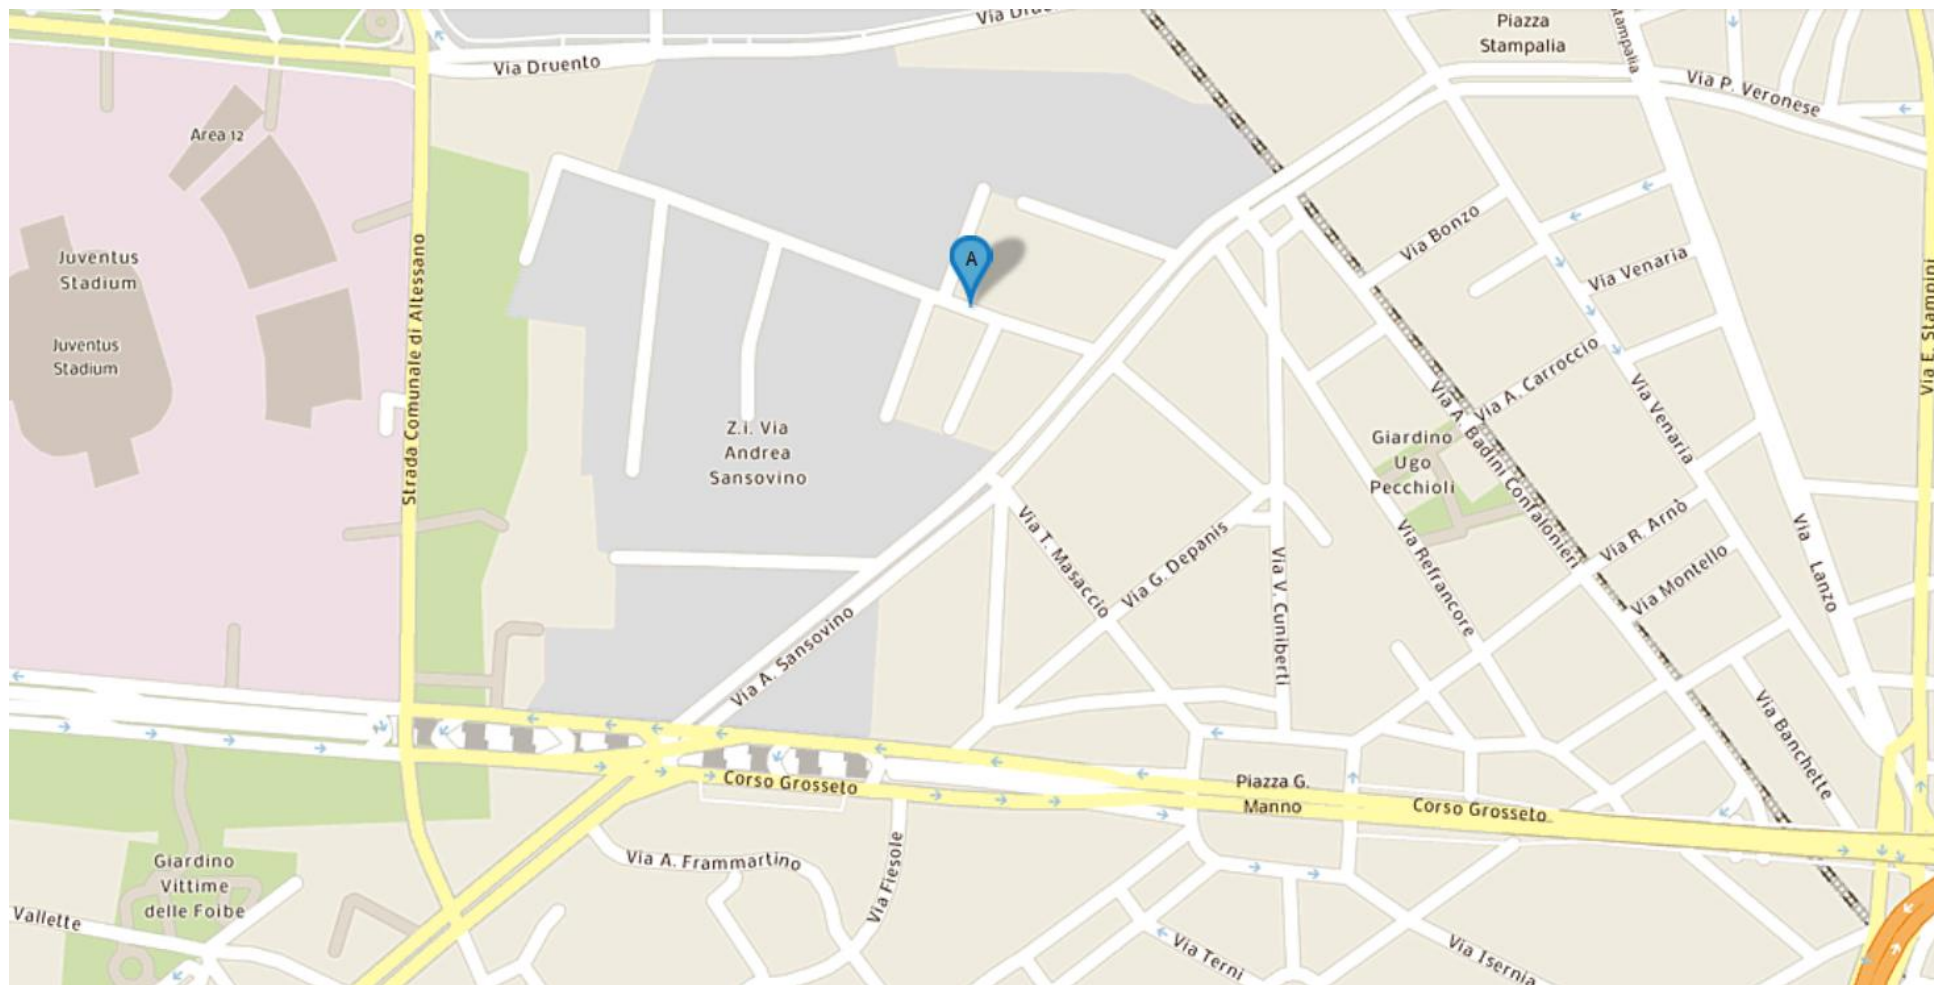 Via Druento
Piazza
Stampalia
Via P. Veronese
Area 12
Juventus
Stadium
Juventus
Stadium
Strada Comunale di Altessano
A
Via Bonzo
Via Venaria
Via E. Stampini
Via A. Carroccio
Via Venaria
Z.i. Via
Andrea
Sansovino
Giardino
Ugo
Pecchioli
Via A. Badini Confalonieri
Via T. Masaccio
Via G. Depanis
Via V. Cuniberti
Via Refrancore
Via R. Arnò
Via Montello
Via Lanzo
Via A. Sansovino
Via Banchette
Corso Grosseto
Piazza G.
Manno
Corso Grosseto
Via A. Frammartino
Via Fiesole
Giardino
Vittime
delle Foibe
Vallette
Via Terni
Via Isernia